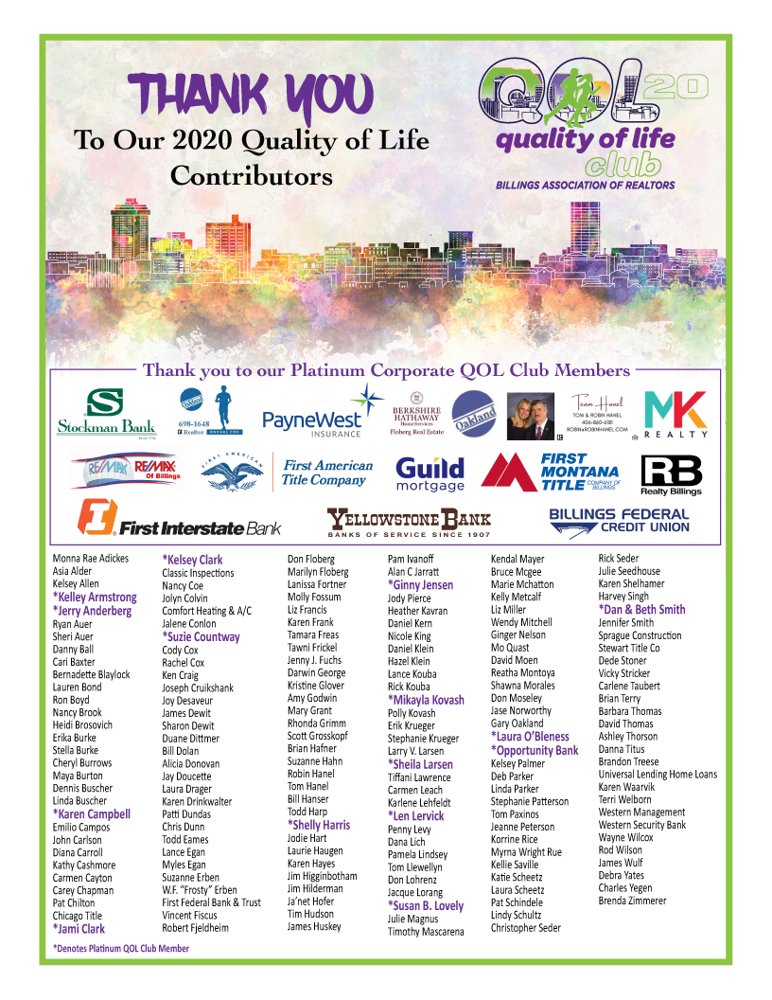 THANK YOU
To Our 2020 Quality of Life
Contributors
QOL 20
quality of life
club
BILLINGS ASSOCIATION OF REALTORS
Thank you to our Platinum Corporate QOL Club Members
Stockman Bank
Oakland
698-1648
Realtor RACHEL COX
PayneWest
INSURANCE
BERKSHIRE
HATHAWAY
HomeServices
Floberg Real Estate
Oakland
Team Hanel
TOM & ROBIN HANEL
406-860-6181
ROBIN@ROBINHANEL.COM
MK
REALTY
RE/MAX
RE/MAX
Of Billings
FIRST AMERICAN
First American
Title Company
Guild
mortgage
FIRST
MONTANA
TITLE COMPANY OF
BILLINGS
RB
Realty Billings
First Interstate Bank
YELLOWSTONE BANK
BANKS OF SERVICE SINCE 1907
BILLINGS FEDERAL
CREDIT UNION
Monna Rae Adickes
Asia Alder
Kelsey Allen
*Kelley Armstrong
*Jerry Anderberg
Ryan Auer
Sheri Auer
Danny Ball
Cari Baxter
Bernadette Blaylock
Lauren Bond
Ron Boyd
Nancy Brook
Heidi Brosovich
Erika Burke
Stella Burke
Cheryl Burrows
Maya Burton
Dennis Buscher
Linda Buscher
*Karen Campbell
Emilio Campos
John Carlson
Diana Carroll
Kathy Cashmore
Carmen Cayton
Carey Chapman
Pat Chilton
Chicago Title
*Jami Clark
*Kelsey Clark
Classic Inspections
Nancy Coe
Jolyn Colvin
Comfort Heating & A/C
Jalene Conlon
*Suzie Countway
Cody Cox
Rachel Cox
Ken Craig
Joseph Cruikshank
Joy Desaveur
James Dewit
Sharon Dewit
Duane Dittmer
Bill Dolan
Alicia Donovan
Jay Doucette
Laura Drager
Karen Drinkwalter
Patti Dundas
Chris Dunn
Todd Eames
Lance Egan
Myles Egan
Suzanne Erben
W.F. “Frosty” Erben
First Federal Bank & Trust
Vincent Fiscus
Robert Fjeldheim
Don Floberg
Marilyn Floberg
Lanissa Fortner
Molly Fossum
Liz Francis
Karen Frank
Tamara Freas
Tawni Frickel
Jenny J. Fuchs
Darwin George
Kristine Glover
Amy Godwin
Mary Grant
Rhonda Grimm
Scott Grosskopf
Brian Hafner
Suzanne Hahn
Robin Hanel
Tom Hanel
Bill Hanser
Todd Harp
*Shelly Harris
Jodie Hart
Laurie Haugen
Karen Hayes
Jim Higginbotham
Jim Hilderman
Ja’net Hofer
Tim Hudson
James Huskey
Pam Ivanoff
Alan C Jarratt
*Ginny Jensen
Jody Pierce
Heather Kavran
Daniel Kern
Nicole King
Daniel Klein
Hazel Klein
Lance Kouba
Rick Kouba
*Mikayla Kovash
Polly Kovash
Erik Krueger
Stephanie Krueger
Larry V. Larsen
*Sheila Larsen
Tiffani Lawrence
Carmen Leach
Karlene Lehfeldt
*Len Lervick
Penny Levy
Dana Lich
Pamela Lindsey
Tom Llewellyn
Don Lohrenz
Jacque Lorang
*Susan B. Lovely
Julie Magnus
Timothy Mascarena
Kendal Mayer
Bruce Mcgee
Marie Mchatton
Kelly Metcalf
Liz Miller
Wendy Mitchell
Ginger Nelson
Mo Quast
David Moen
Reatha Montoya
Shawna Morales
Don Moseley
Jase Norworthy
Gary Oakland
*Laura O’Bleness
*Opportunity Bank
Kelsey Palmer
Deb Parker
Linda Parker
Stephanie Patterson
Tom Paxinos
Jeanne Peterson
Korrine Rice
Myrna Wright Rue
Kellie Saville
Katie Scheetz
Laura Scheetz
Pat Schindele
Lindy Schultz
Christopher Seder
Rick Seder
Julie Seedhouse
Karen Shelhamer
Harvey Singh
*Dan & Beth Smith
Jennifer Smith
Sprague Construction
Stewart Title Co
Dede Stoner
Vicky Stricker
Carlene Taubert
Brian Terry
Barbara Thomas
David Thomas
Ashley Thorson
Danna Titus
Brandon Treese
Universal Lending Home Loans
Karen Waarvik
Terri Welborn
Western Management
Western Security Bank
Wayne Wilcox
Rod Wilson
James Wulf
Debra Yates
Charles Yegen
Brenda Zimmerer
*Denotes Platinum QOL Club Member